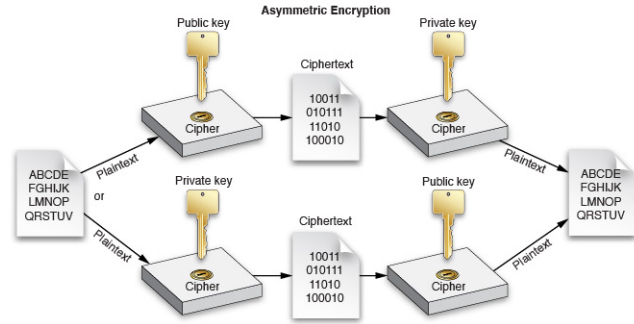 Asymmetric Encryption
Public key
Private key
Ciphertext
10011
010111
11010
100010
Cipher
Cipher
Plaintext
Plaintext
ABCDE
FGHIJK
LMNOP
QRSTUV
or
ABCDE
FGHIJK
LMNOP
QRSTUV
Private key
Public key
Ciphertext
Plaintext
Plaintext
10011
010111
11010
100010
Cipher
Cipher